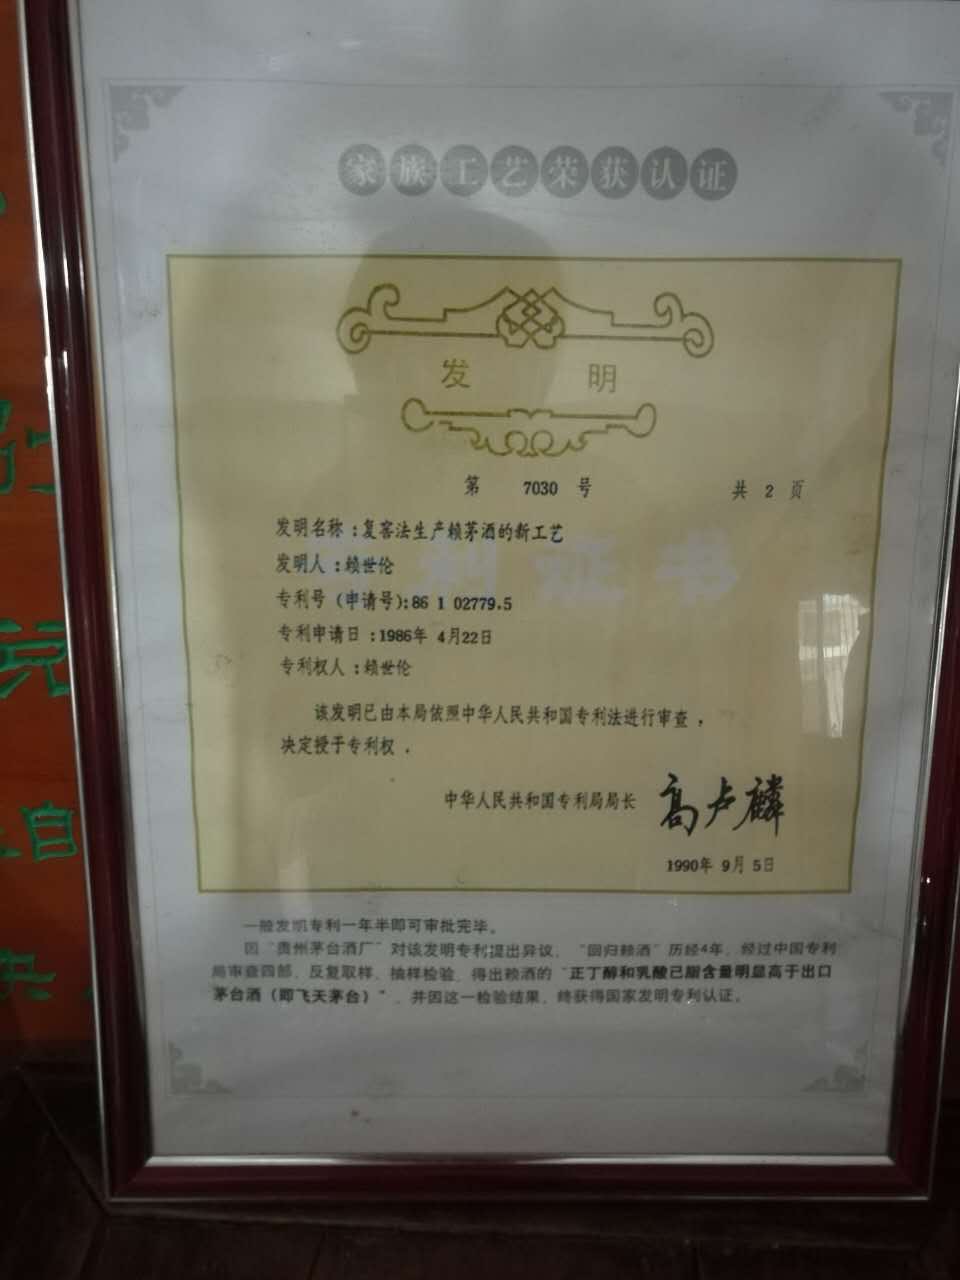 家族工艺荣获认证
发 明
第 7030 号
共 2 页
发明名称：复窖法生产赖茅酒的新工艺
发明人：赖世伦
利证书
专利号（申请号）：86 1 02779.5
专利申请日：1986年 4月22日
专利权人：赖世伦
该发明已由本局依照中华人民共和国专利法进行审查，
决定授于专利权．
中华人民共和国专利局局长 高卢麟
1990年 9月 5日
一般发明专利一年半即可审批完毕。
因“贵州茅台酒厂”对该发明专利提出异议，“回归赖酒”历经4年，经过中国专利
局审查四部，反复取样、抽样检验，得出赖酒的“正丁醇和乳酸己脂含量明显高于出口
茅台酒（即飞天茅台）”，并因这一检验结果，终获得国家发明专利认证。
自